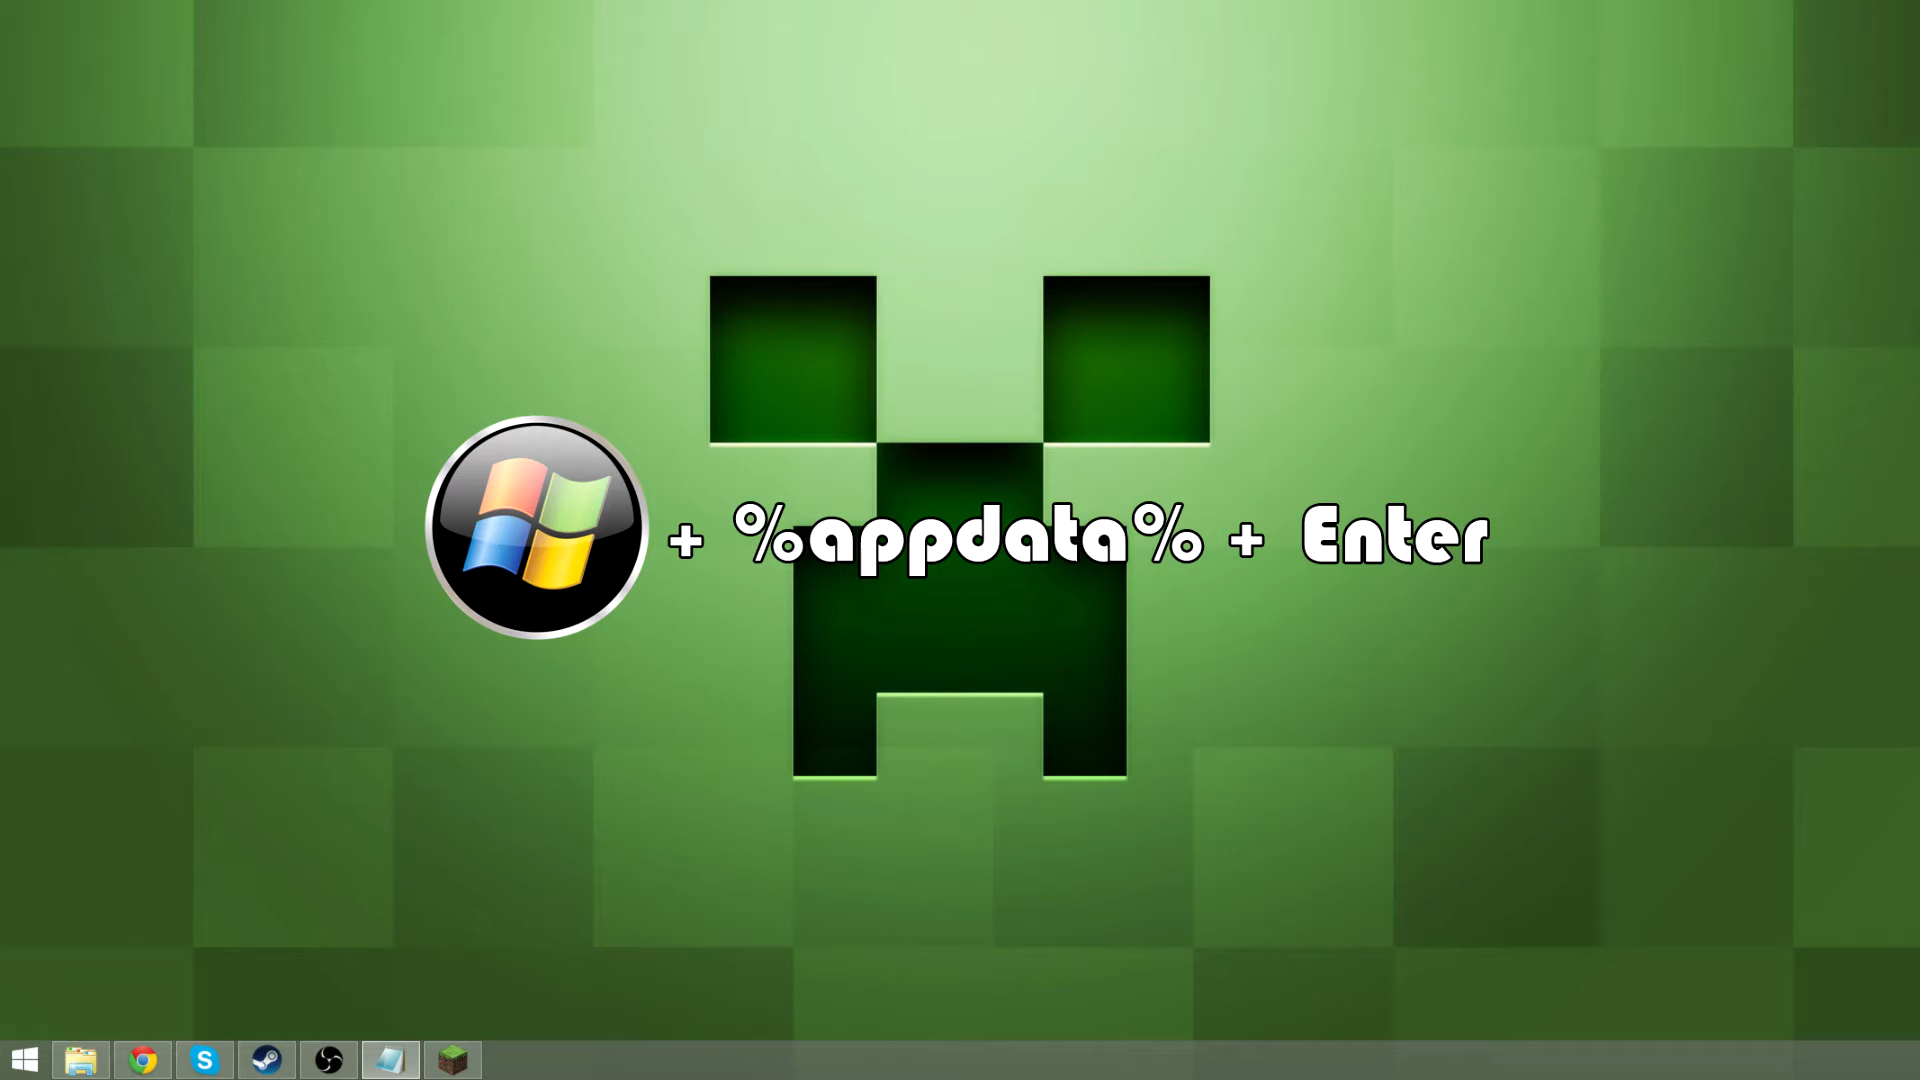 + %appdata% + Enter